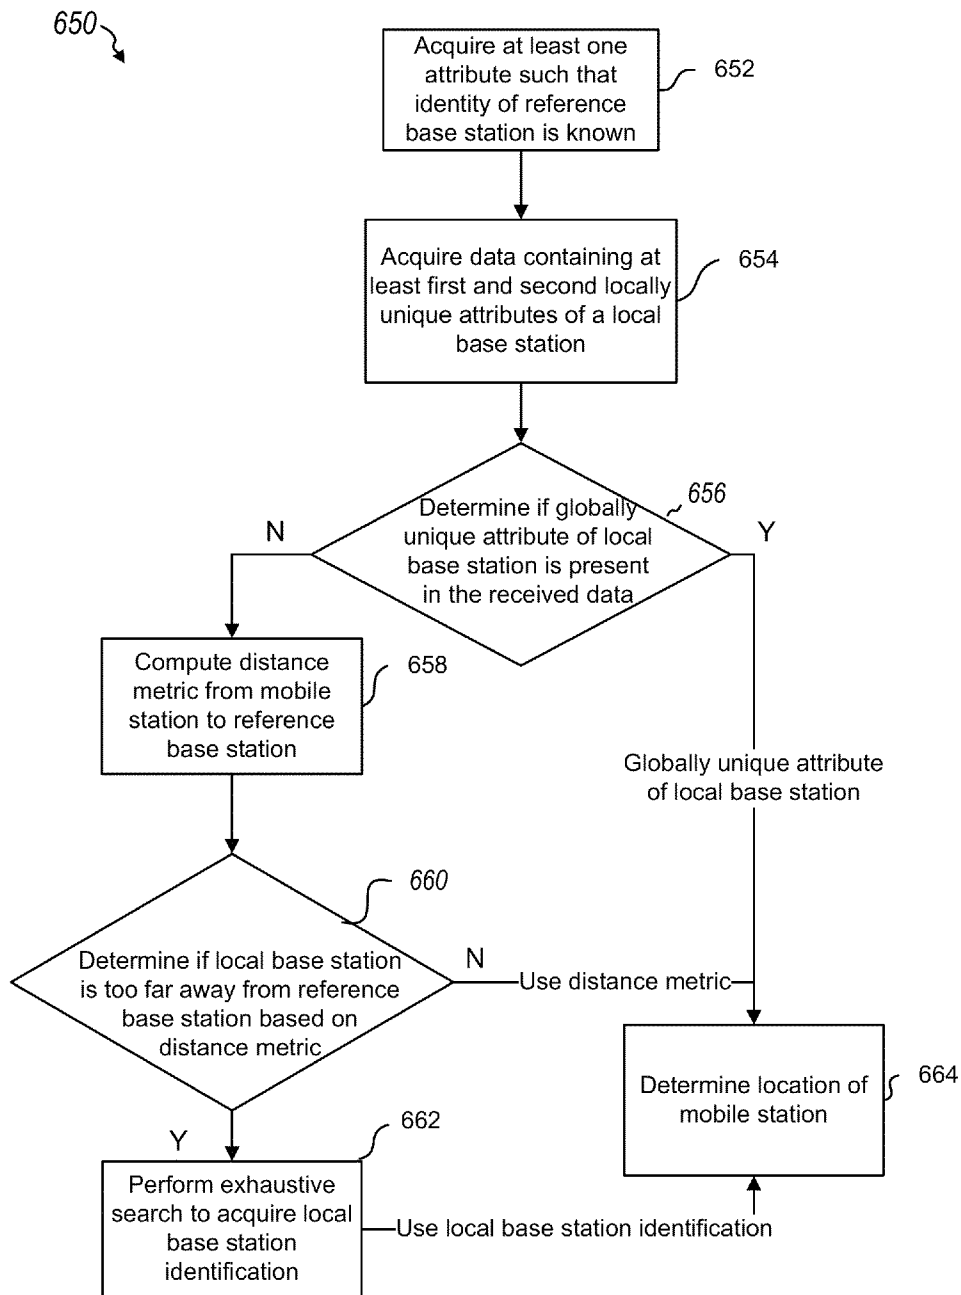 650
Acquire at least one
attribute such that
identity of reference
base station is known
652
Acquire data containing at
least first and second locally
unique attributes of a local
base station
654
Determine if globally
unique attribute of local
base station is present
in the received data
656
N
Y
Compute distance
metric from mobile
station to reference
base station
658
Globally unique attribute
of local base station
Determine if local base station
is too far away from reference
base station based on
distance metric
660
N
Use distance metric
Y
Determine location of
mobile station
664
Perform exhaustive
search to acquire local
base station
identification
662
Use local base station identification